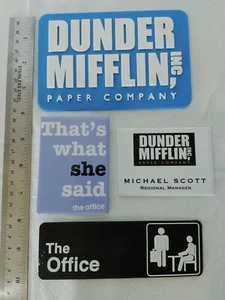 DUNDER
MIFFLIN, INC,
PAPER COMPANY
That's
what
she
said
the office
DUNDER
MIFFLIN, INC,
PAPER COMPANY
MICHAEL SCOTT
REGIONAL MANAGER
The
Office